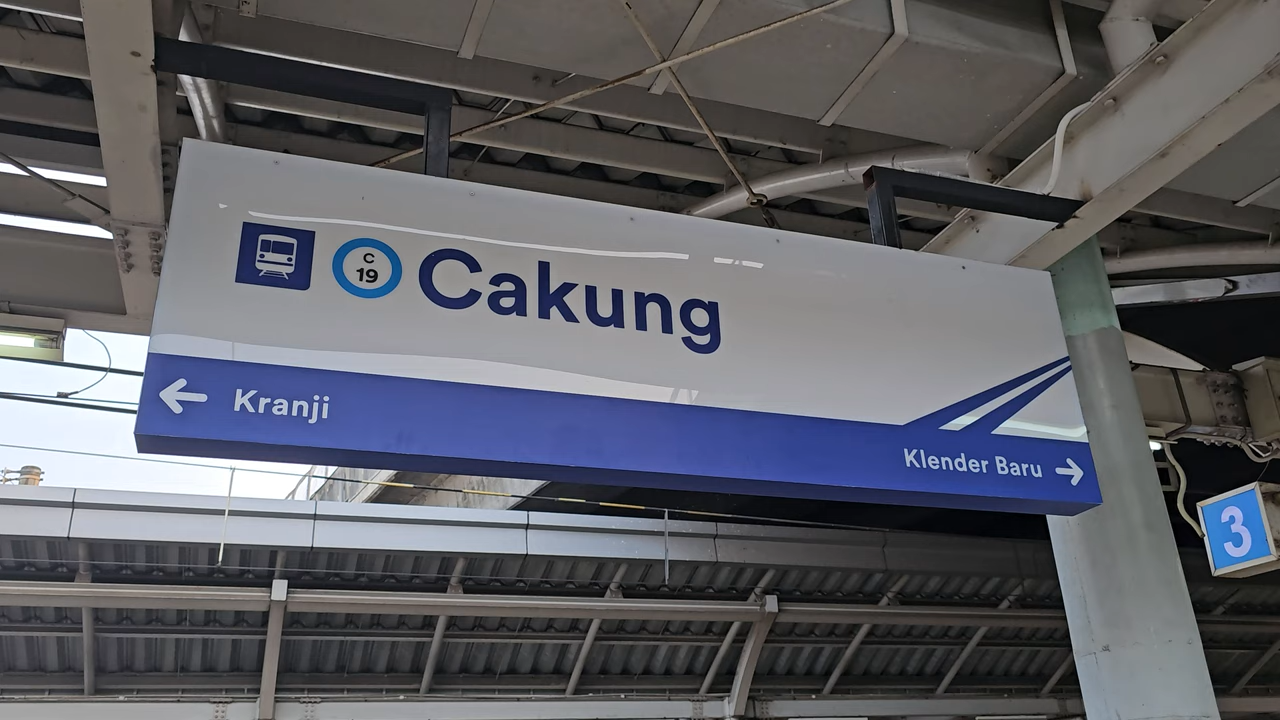 C
19
Cakung
← Kranji
Klender Baru →
3